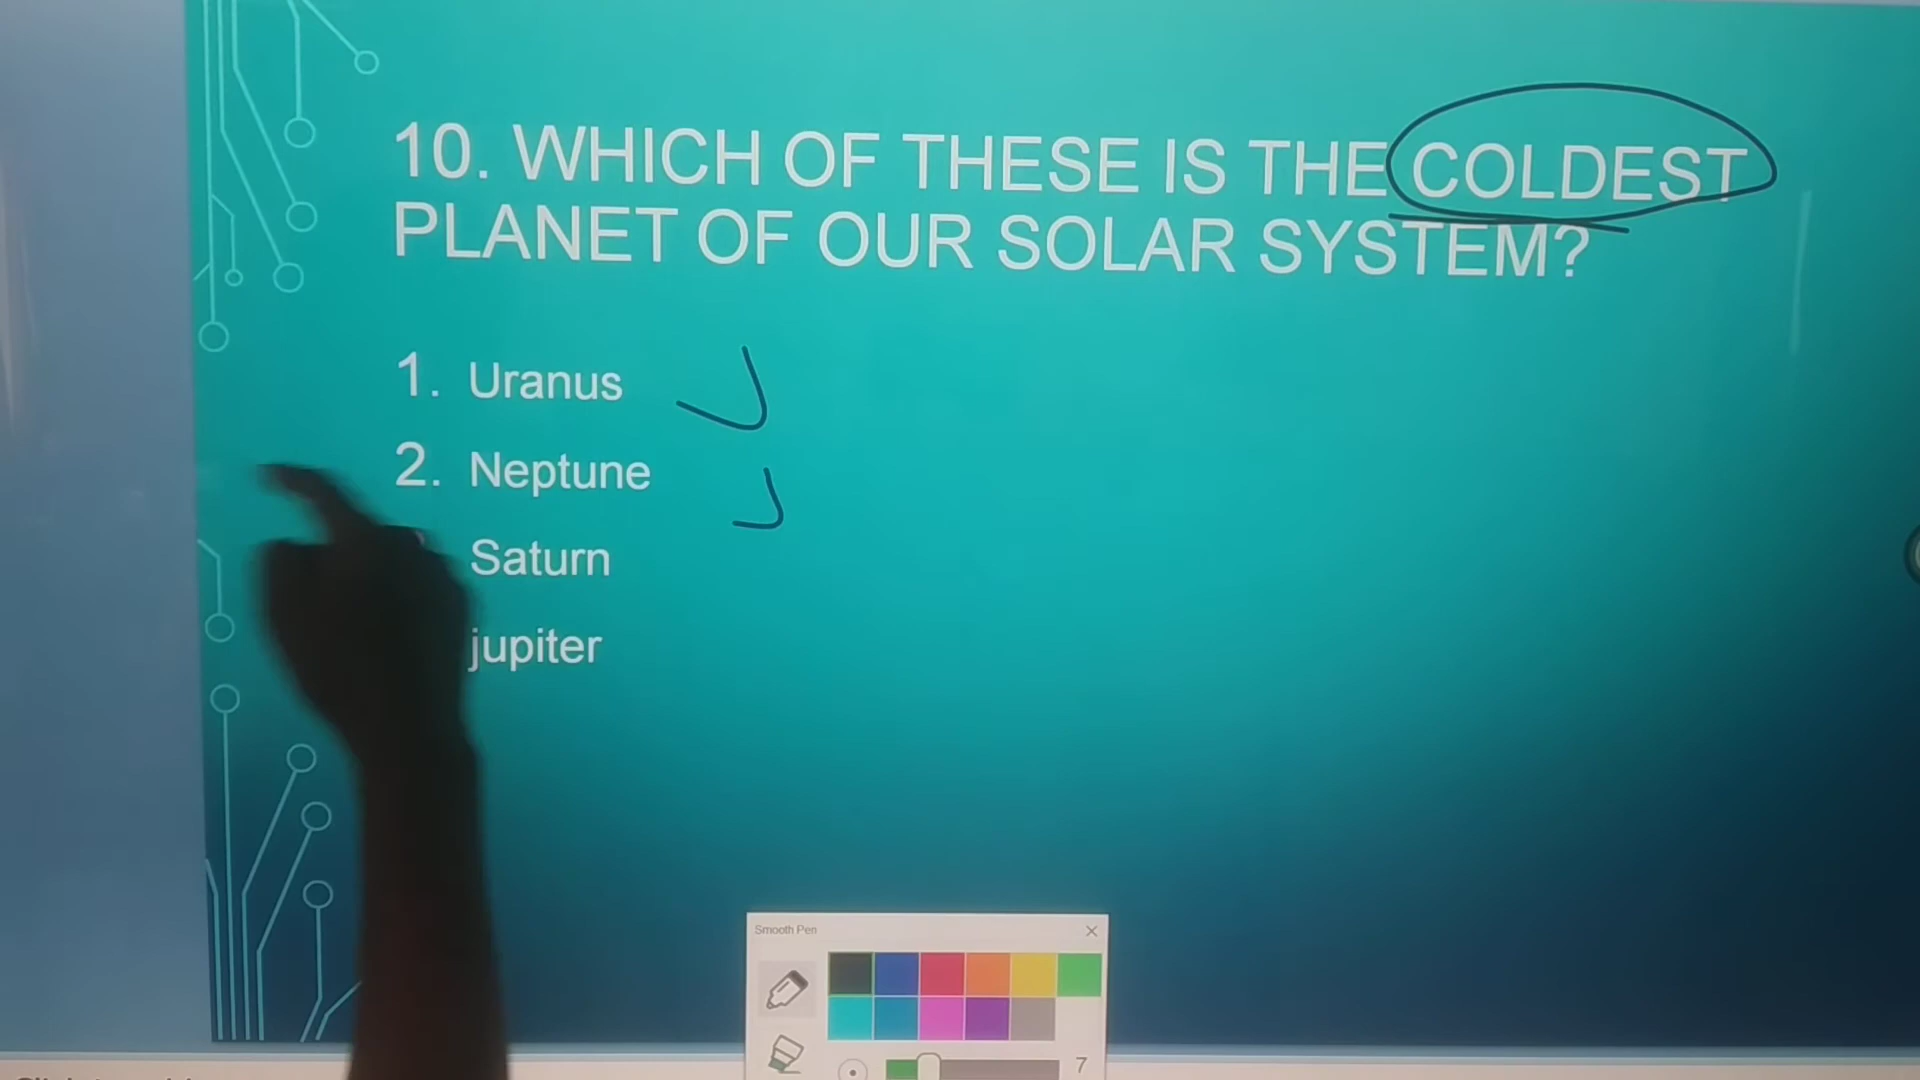 10. WHICH OF THESE IS THE COLDEST
PLANET OF OUR SOLAR SYSTEM?
1. Uranus
2. Neptune
Saturn
jupiter
Smooth Pen
7